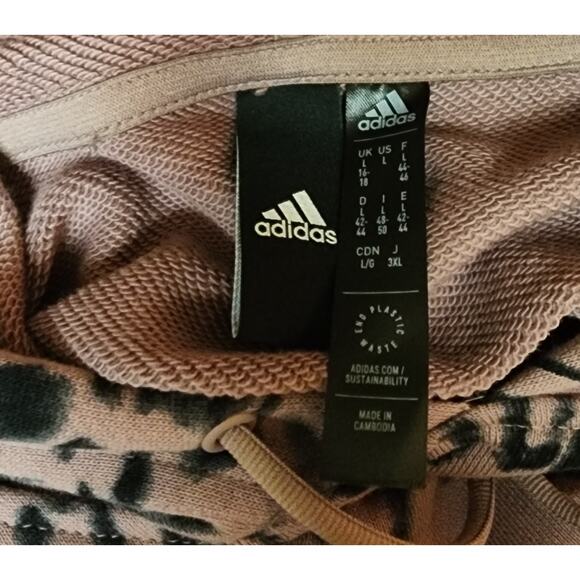 adidas
adidas
UK US F
L L L
16- 44-
18 46
D I E
L L L
42- 48- 42-
44 50 44
CDN J
L/G 3XL
END PLASTIC WASTE
ADIDAS.COM/
SUSTAINABILITY
MADE IN
CAMBODIA